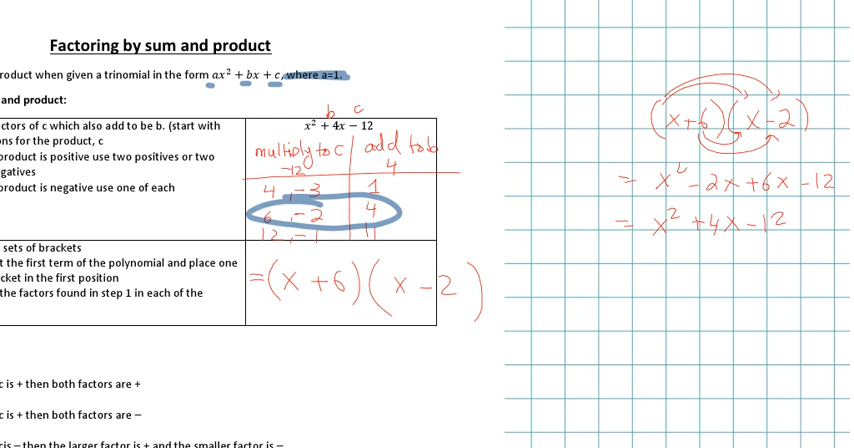 Factoring by sum and product
roduct when given a trinomial in the form ax² + bx + c, where a=1.
and product:
ctors of c which also add to be b. (start with
ons for the product, c
product is positive use two positives or two
egatives
product is negative use one of each
b c
x² + 4x − 12
multiply to c | add to b
-12 4
4, -3 1
6, -2 4
12, -1 11
sets of brackets
t the first term of the polynomial and place one
cket in the first position
the factors found in step 1 in each of the
= (x + 6)(x - 2)
c is + then both factors are +
c is + then both factors are −
c is − then the larger factor is + and the smaller factor is −
(x+6)(x-2)
= x² - 2x + 6x - 12
= x² + 4x - 12